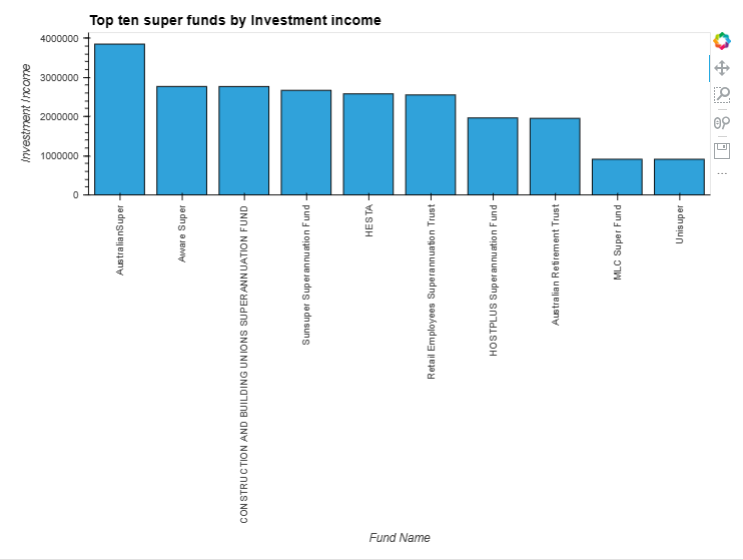 Top ten super funds by Investment income
4000000
3000000
2000000
1000000
0
Investment Income
AustralianSuper
Aware Super
CONSTRUCTION AND BUILDING UNIONS SUPERANNUATION FUND
Sunsuper Superannuation Fund
HESTA
Retail Employees Superannuation Trust
HOSTPLUS Superannuation Fund
Australian Retirement Trust
MLC Super Fund
Unisuper
Fund Name